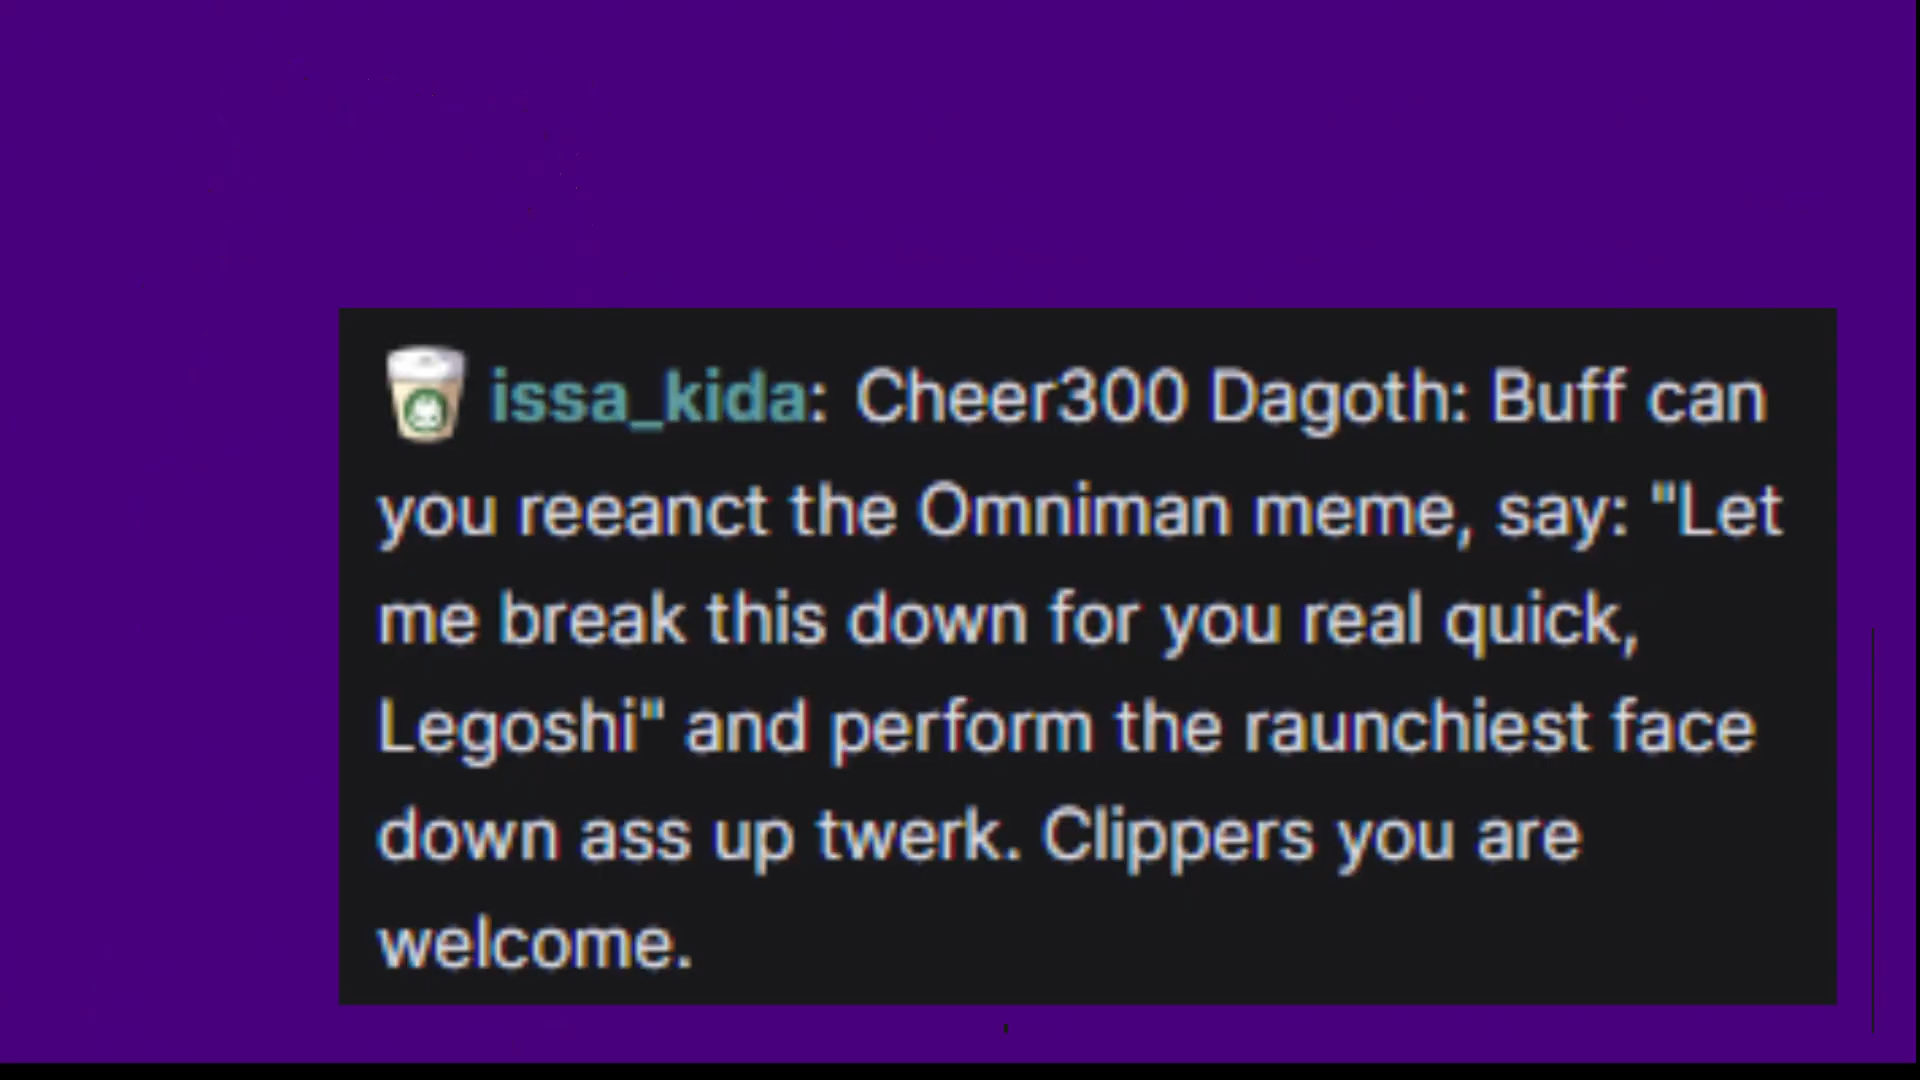 issa_kida: Cheer300 Dagoth: Buff can
you reeanct the Omniman meme, say: "Let
me break this down for you real quick,
Legoshi" and perform the raunchiest face
down ass up twerk. Clippers you are
welcome.